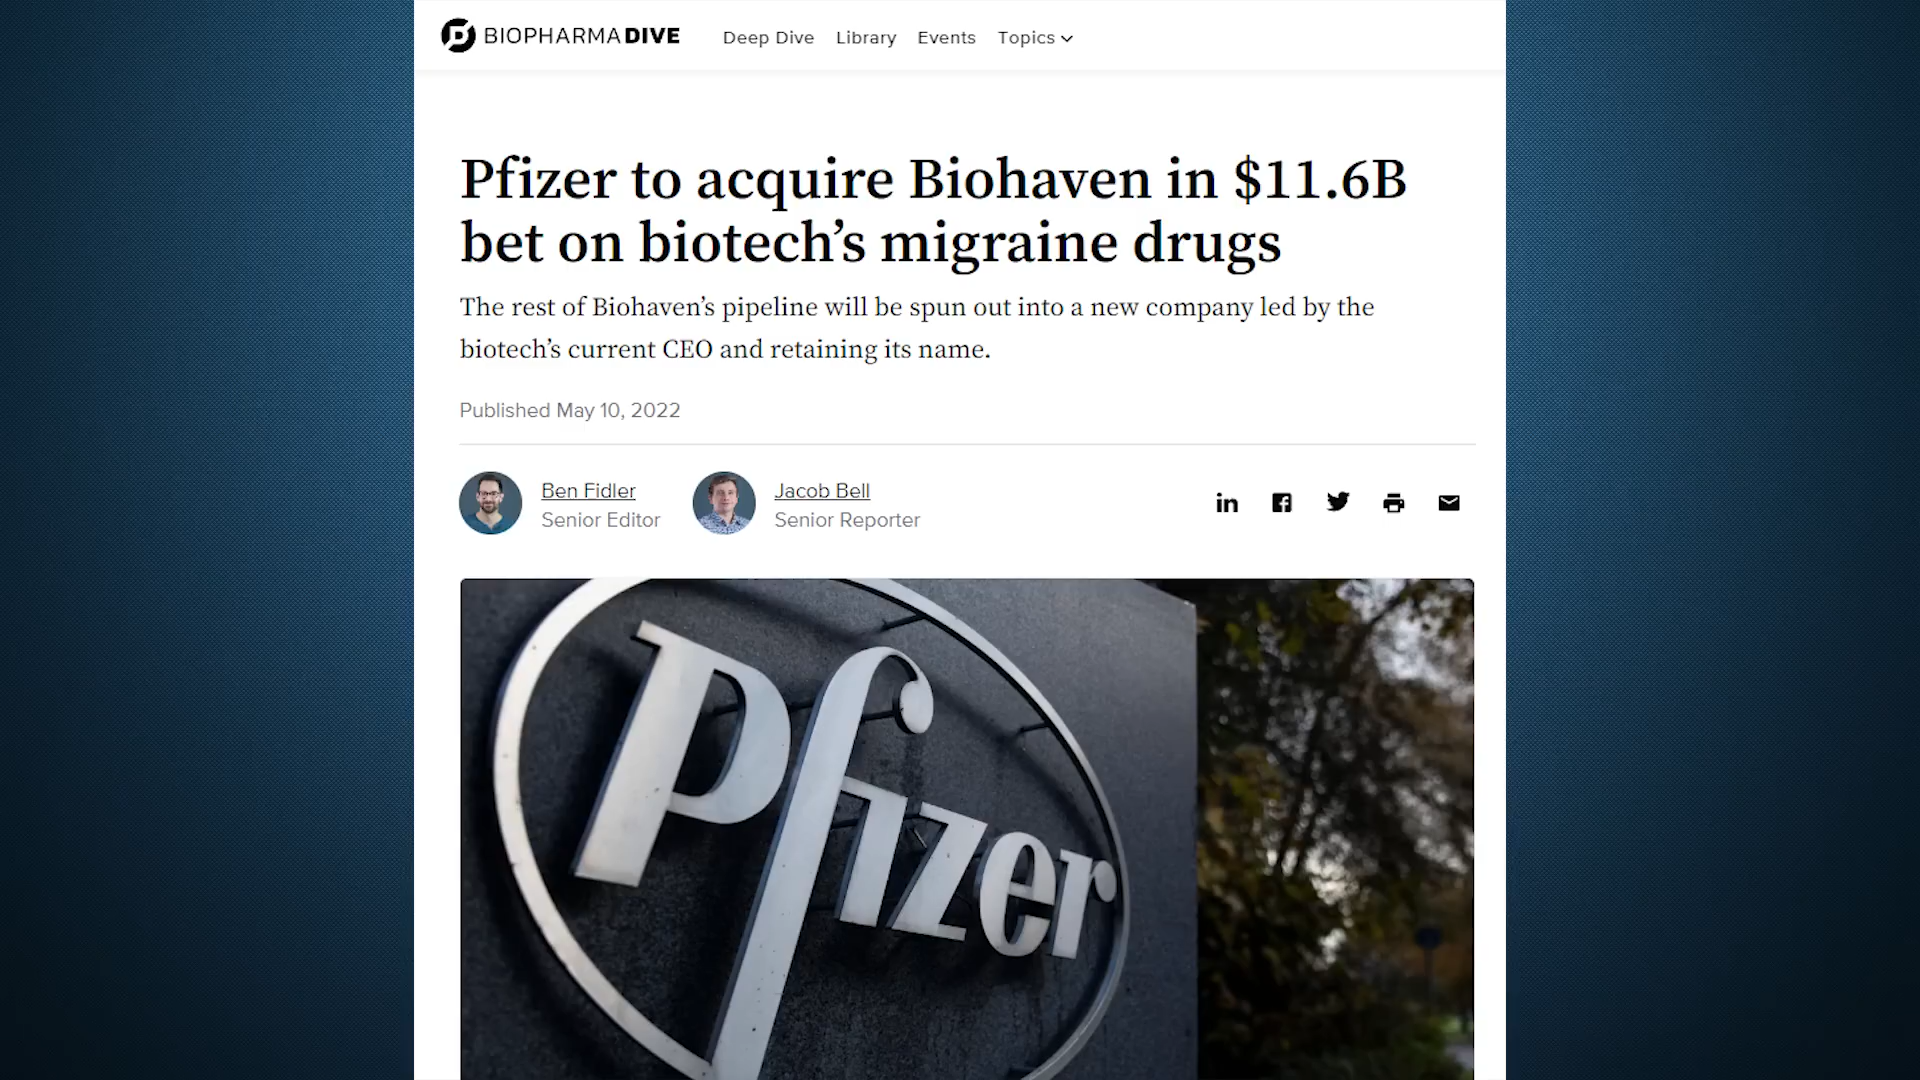 BIOPHARMADIVE Deep Dive Library Events Topics
Pfizer to acquire Biohaven in $11.6B
bet on biotech’s migraine drugs
The rest of Biohaven’s pipeline will be spun out into a new company led by the
biotech’s current CEO and retaining its name.
Published May 10, 2022
Ben Fidler
Senior Editor
Jacob Bell
Senior Reporter
Pfizer